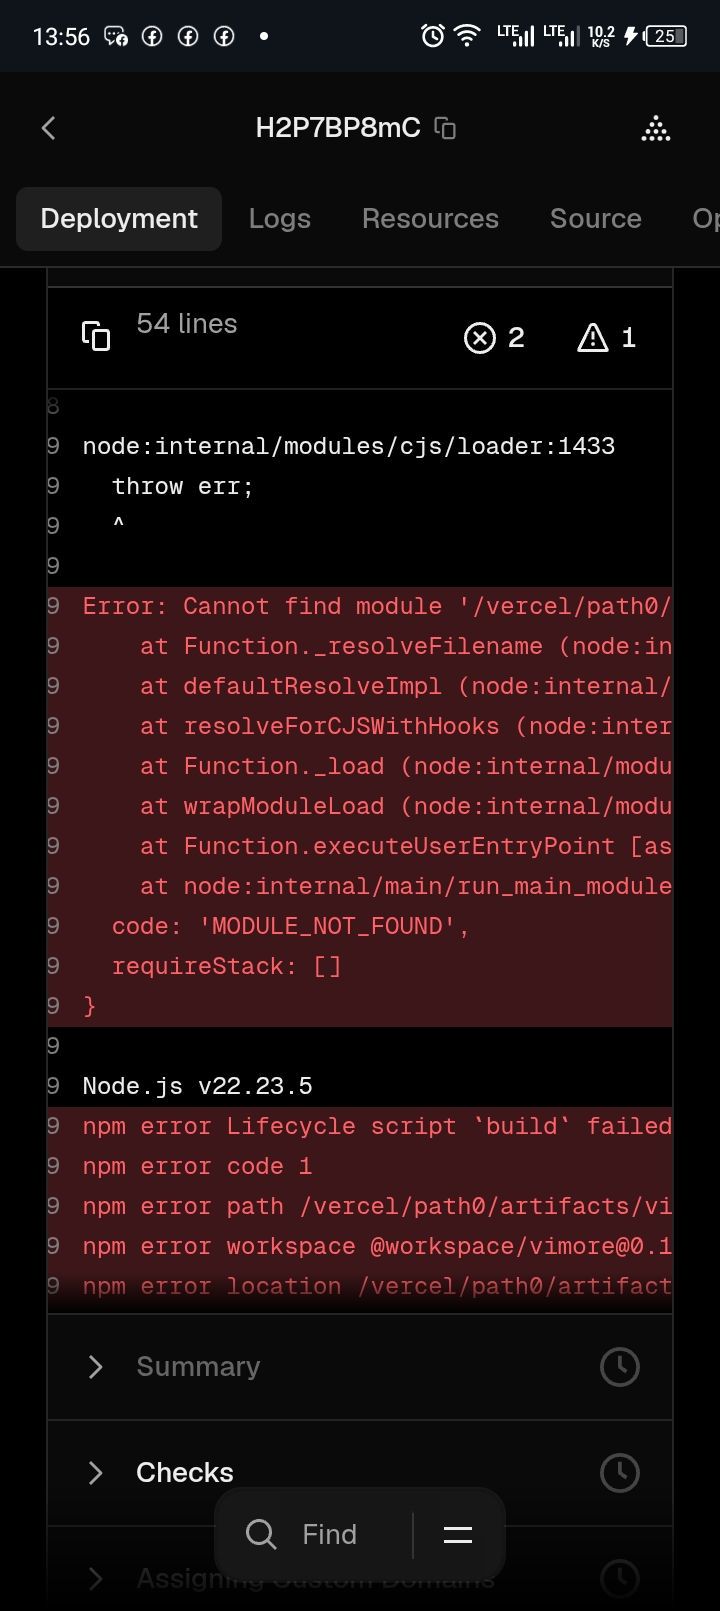 13:56 LTE LTE 10.2 K/S 25
H2P7BP8mC
Deployment Logs Resources Source Op
54 lines 2 1
8
9 node:internal/modules/cjs/loader:1433
9 throw err;
9 ^
9
9 Error: Cannot find module '/vercel/path0/
9 at Function._resolveFilename (node:in
9 at defaultResolveImpl (node:internal/
9 at resolveForCJSWithHooks (node:inter
9 at Function._load (node:internal/modu
9 at wrapModuleLoad (node:internal/modu
9 at Function.executeUserEntryPoint [as
9 at node:internal/main/run_main_module
9 code: 'MODULE_NOT_FOUND',
9 requireStack: []
9 }
9
9 Node.js v22.23.5
9 npm error Lifecycle script `build` failed
9 npm error code 1
9 npm error path /vercel/path0/artifacts/vi
9 npm error workspace @workspace/vimore@0.1
9 npm error location /vercel/path0/artifact
Summary
Checks
Find
Assigning Custom Domains